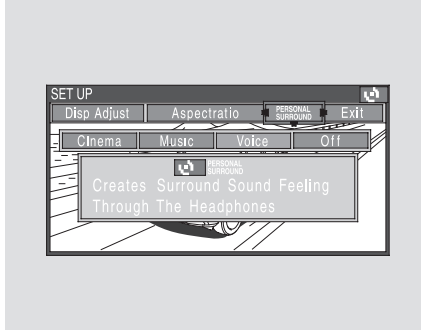 SET UP
Disp Adjust Aspectratio PERSONAL SURROUND Exit
CInema Music Voice Off
PERSONAL SURROUND
Creates Surround Sound Feeling
Through The Headphones